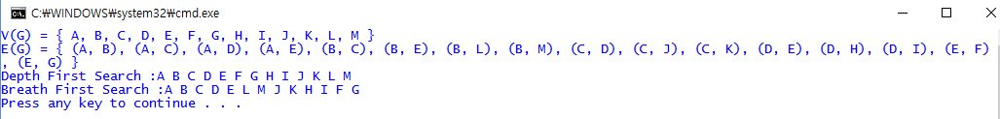 C:₩WINDOWS₩system32₩cmd.exe
V(G) = { A, B, C, D, E, F, G, H, I, J, K, L, M }
E(G) = { (A, B), (A, C), (A, D), (A, E), (B, C), (B, E), (B, L), (B, M), (C, D), (C, J), (C, K), (D, E), (D, H), (D, I), (E, F)
, (E, G) }
Depth First Search :A B C D E F G H I J K L M
Breath First Search :A B C D E L M J K H I F G
Press any key to continue . . .